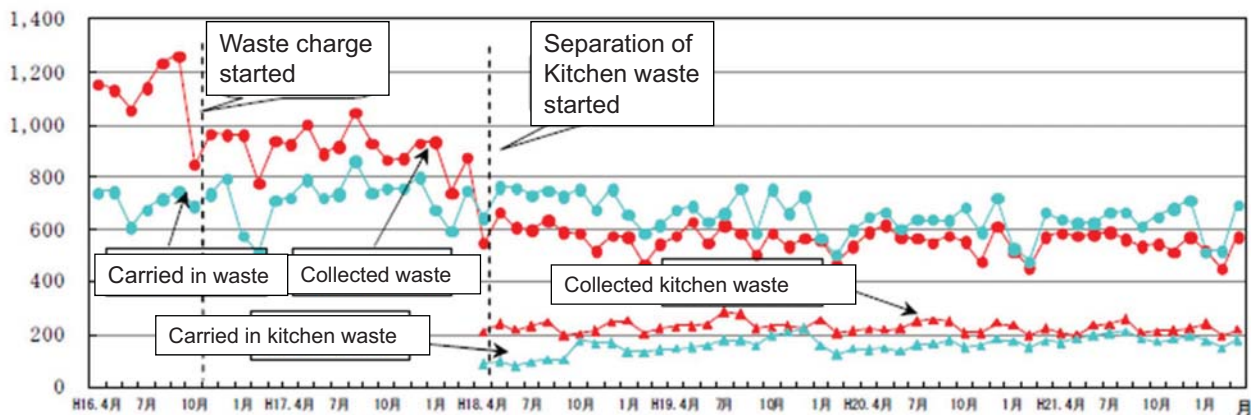 1,400
1,200
1,000
800
600
400
200
0
Waste charge
started
Separation of
Kitchen waste
started
Carried in waste
Collected waste
Collected kitchen waste
Carried in kitchen waste
H16.4月 7月 10月 1月 H17.4月 7月 10月 1月 H18.4月 7月 10月 1月 H19.4月 7月 10月 1月 H20.4月 7月 10月 1月 H21.4月 7月 10月 1月